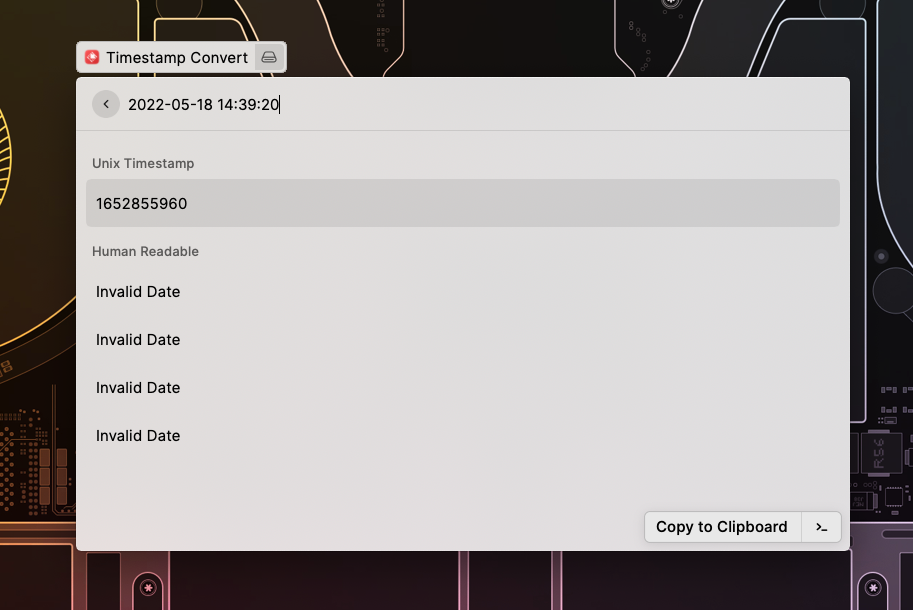 Timestamp Convert
2022-05-18 14:39:20
Unix Timestamp
1652855960
Human Readable
Invalid Date
Invalid Date
Invalid Date
Invalid Date
RS6
Copy to Clipboard